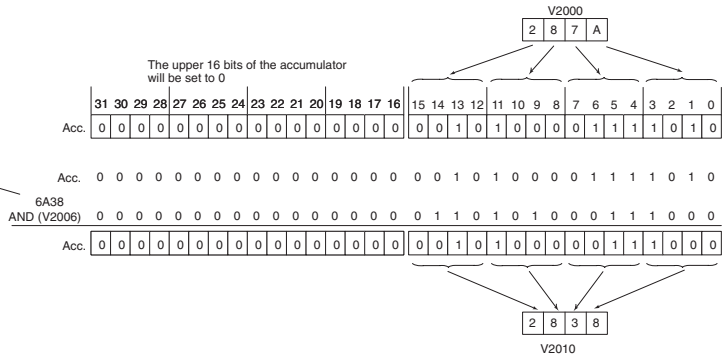 V2000
2 8 7 A
The upper 16 bits of the accumulator
will be set to 0
31 30 29 28 27 26 25 24 23 22 21 20 19 18 17 16 15 14 13 12 11 10 9 8 7 6 5 4 3 2 1 0
Acc. 0 0 0 0 0 0 0 0 0 0 0 0 0 0 0 0 0 0 1 0 1 0 0 0 0 1 1 1 1 0 1 0
Acc. 0 0 0 0 0 0 0 0 0 0 0 0 0 0 0 0 0 0 1 0 1 0 0 0 0 1 1 1 1 0 1 0
6A38
AND (V2006) 0 0 0 0 0 0 0 0 0 0 0 0 0 0 0 0 0 1 1 0 1 0 1 0 0 0 1 1 1 0 0 0
Acc. 0 0 0 0 0 0 0 0 0 0 0 0 0 0 0 0 0 0 1 0 1 0 0 0 0 0 1 1 1 0 0 0
2 8 3 8
V2010